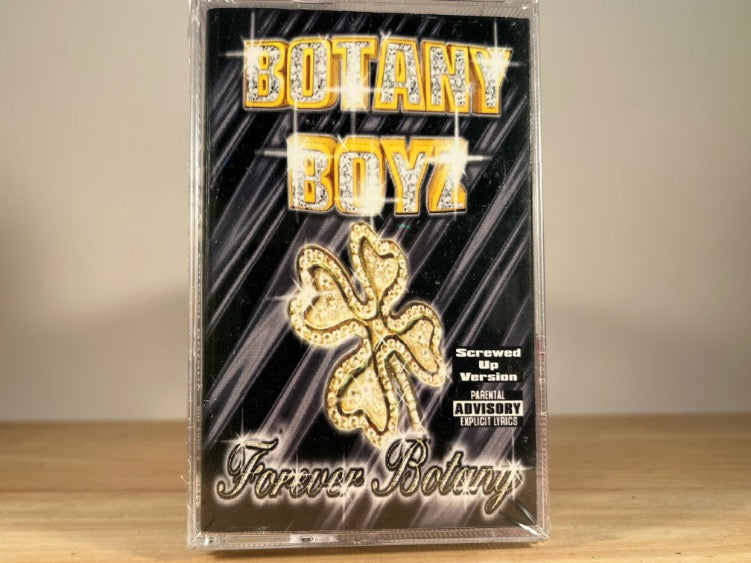 BOTANY
BOYZ
Screwed
Up
Version
PARENTAL
ADVISORY
EXPLICIT LYRICS
Forever Botany